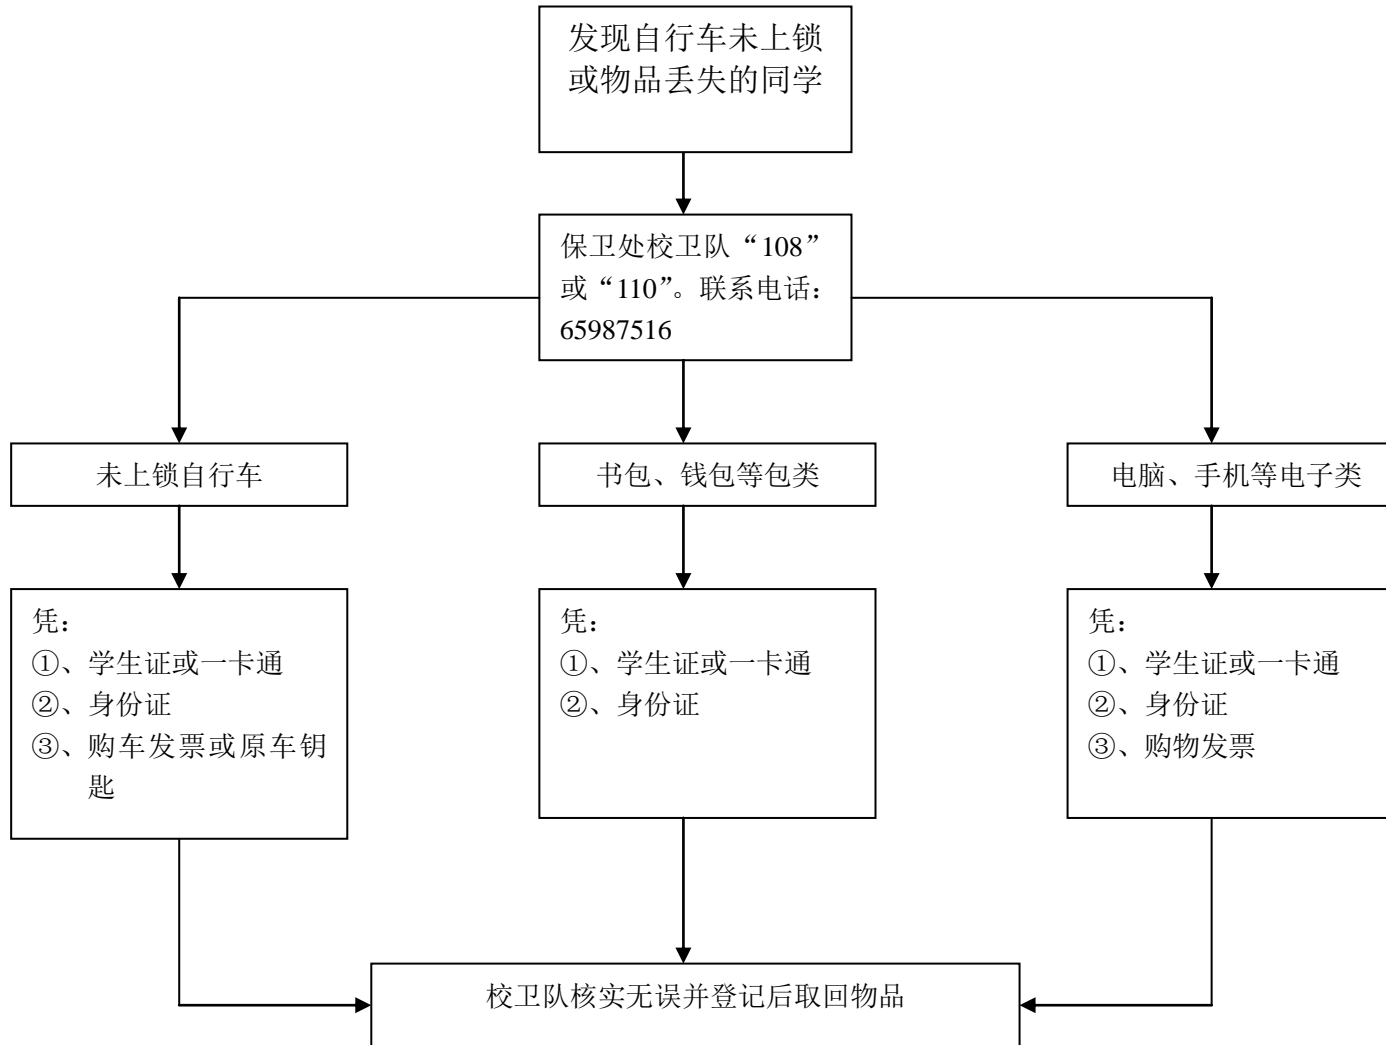 发现自行车未上锁
或物品丢失的同学
保卫处校卫队“108”
或“110”。联系电话：
65987516
未上锁自行车
书包、钱包等包类
电脑、手机等电子类
凭：
①、学生证或一卡通
②、身份证
③、购车发票或原车钥
匙
凭：
①、学生证或一卡通
②、身份证
凭：
①、学生证或一卡通
②、身份证
③、购物发票
校卫队核实无误并登记后取回物品